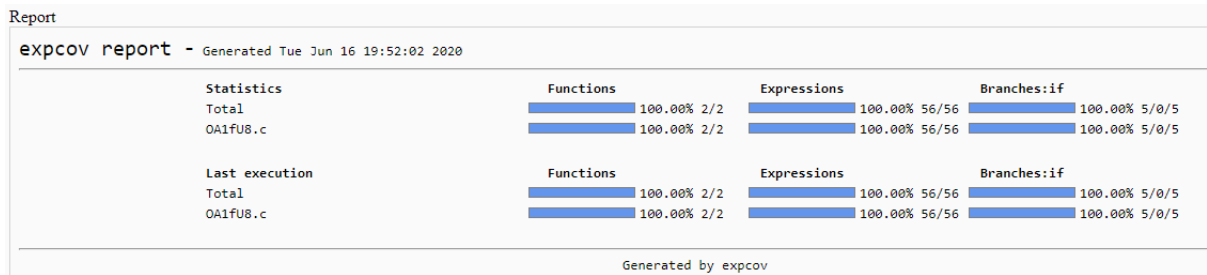 Report
expcov report - Generated Tue Jun 16 19:52:02 2020
Statistics Functions Expressions Branches:if
Total 100.00% 2/2 100.00% 56/56 100.00% 5/0/5
OA1fU8.c 100.00% 2/2 100.00% 56/56 100.00% 5/0/5
Last execution Functions Expressions Branches:if
Total 100.00% 2/2 100.00% 56/56 100.00% 5/0/5
OA1fU8.c 100.00% 2/2 100.00% 56/56 100.00% 5/0/5
Generated by expcov